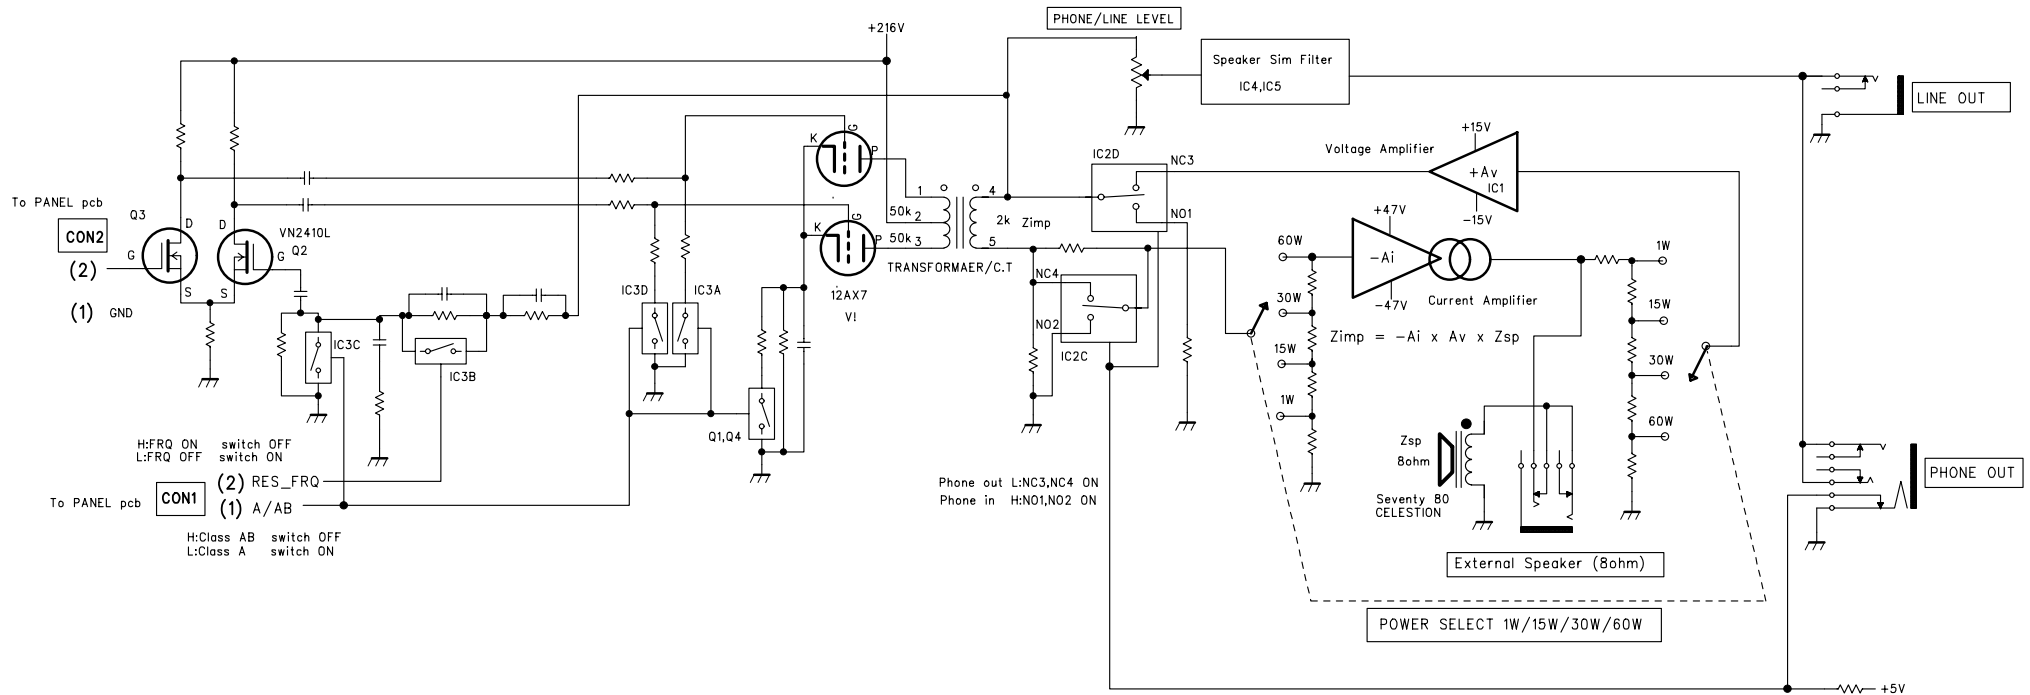 PHONE/LINE LEVEL
+216V
Speaker Sim Filter
IC4,IC5
LINE OUT
K
G
P
IC2D
NC3
NO1
Voltage Amplifier
+15V
+Av
IC1
-15V
To PANEL pcb
CON2
(2)
(1) GND
Q3
D
G
S
D
VN2410L
Q2
G
S
K
G
P
12AX7
V!
1
50k 2
50k 3
4
2k
5
Zimp
TRANSFORMAER/C.T
NC4
NO2
IC2C
60W
30W
15W
1W
+47V
-Ai
-47V
Current Amplifier
Zimp = -Ai x Av x Zsp
1W
15W
30W
60W
IC3C
IC3B
IC3D
IC3A
Q1,Q4
H:FRQ ON switch OFF
L:FRQ OFF switch ON
(2) RES_FRQ
To PANEL pcb
CON1
(1) A/AB
H:Class AB switch OFF
L:Class A switch ON
Phone out L:NC3,NC4 ON
Phone in H:NO1,NO2 ON
Zsp
8ohm
Seventy 80
CELESTION
External Speaker (8ohm)
PHONE OUT
POWER SELECT 1W/15W/30W/60W
+5V